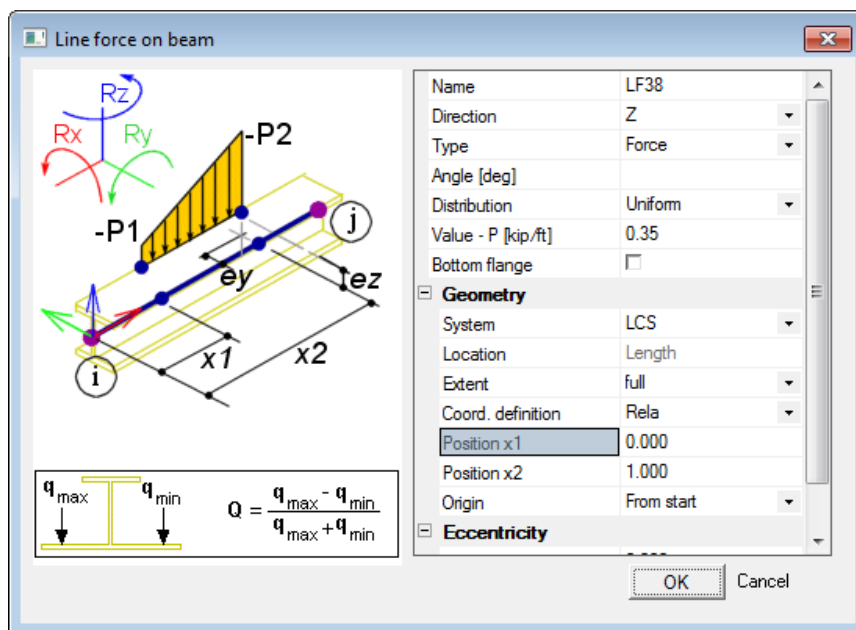 Line force on beam
Rz
Rx
Ry
-P2
-P1
j
ey
ez
x1
x2
i
q max
q min
Q = q max - q min / q max + q min
Name LF38
Direction Z
Type Force
Angle [deg]
Distribution Uniform
Value - P [kip/ft] 0.35
Bottom flange
Geometry
System LCS
Location Length
Extent full
Coord. definition Rela
Position x1 0.000
Position x2 1.000
Origin From start
Eccentricity
OK Cancel